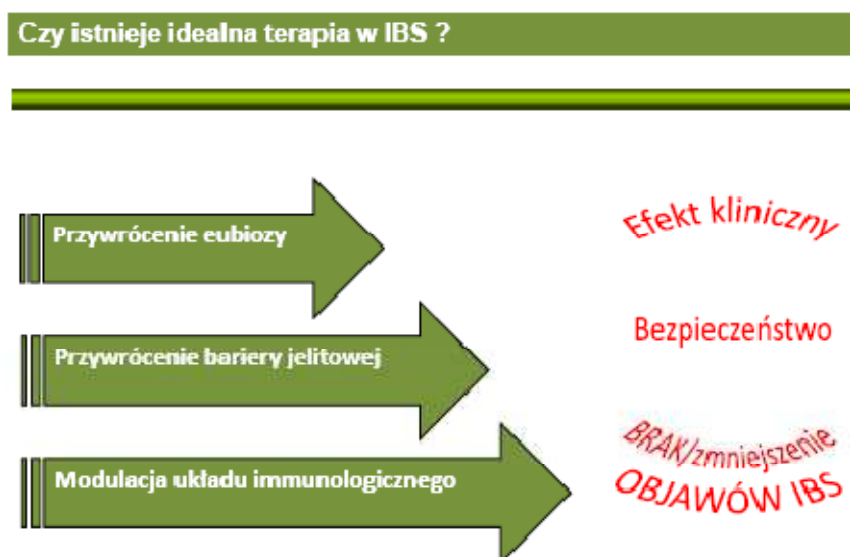 Czy istnieje idealna terapia w IBS ?
Przywrócenie eubiozy
Efekt kliniczny
Bezpieczeństwo
Przywrócenie bariery jelitowej
BRAK/zmniejszenie
OBJAWÓW IBS
Modulacja układu immunologicznego